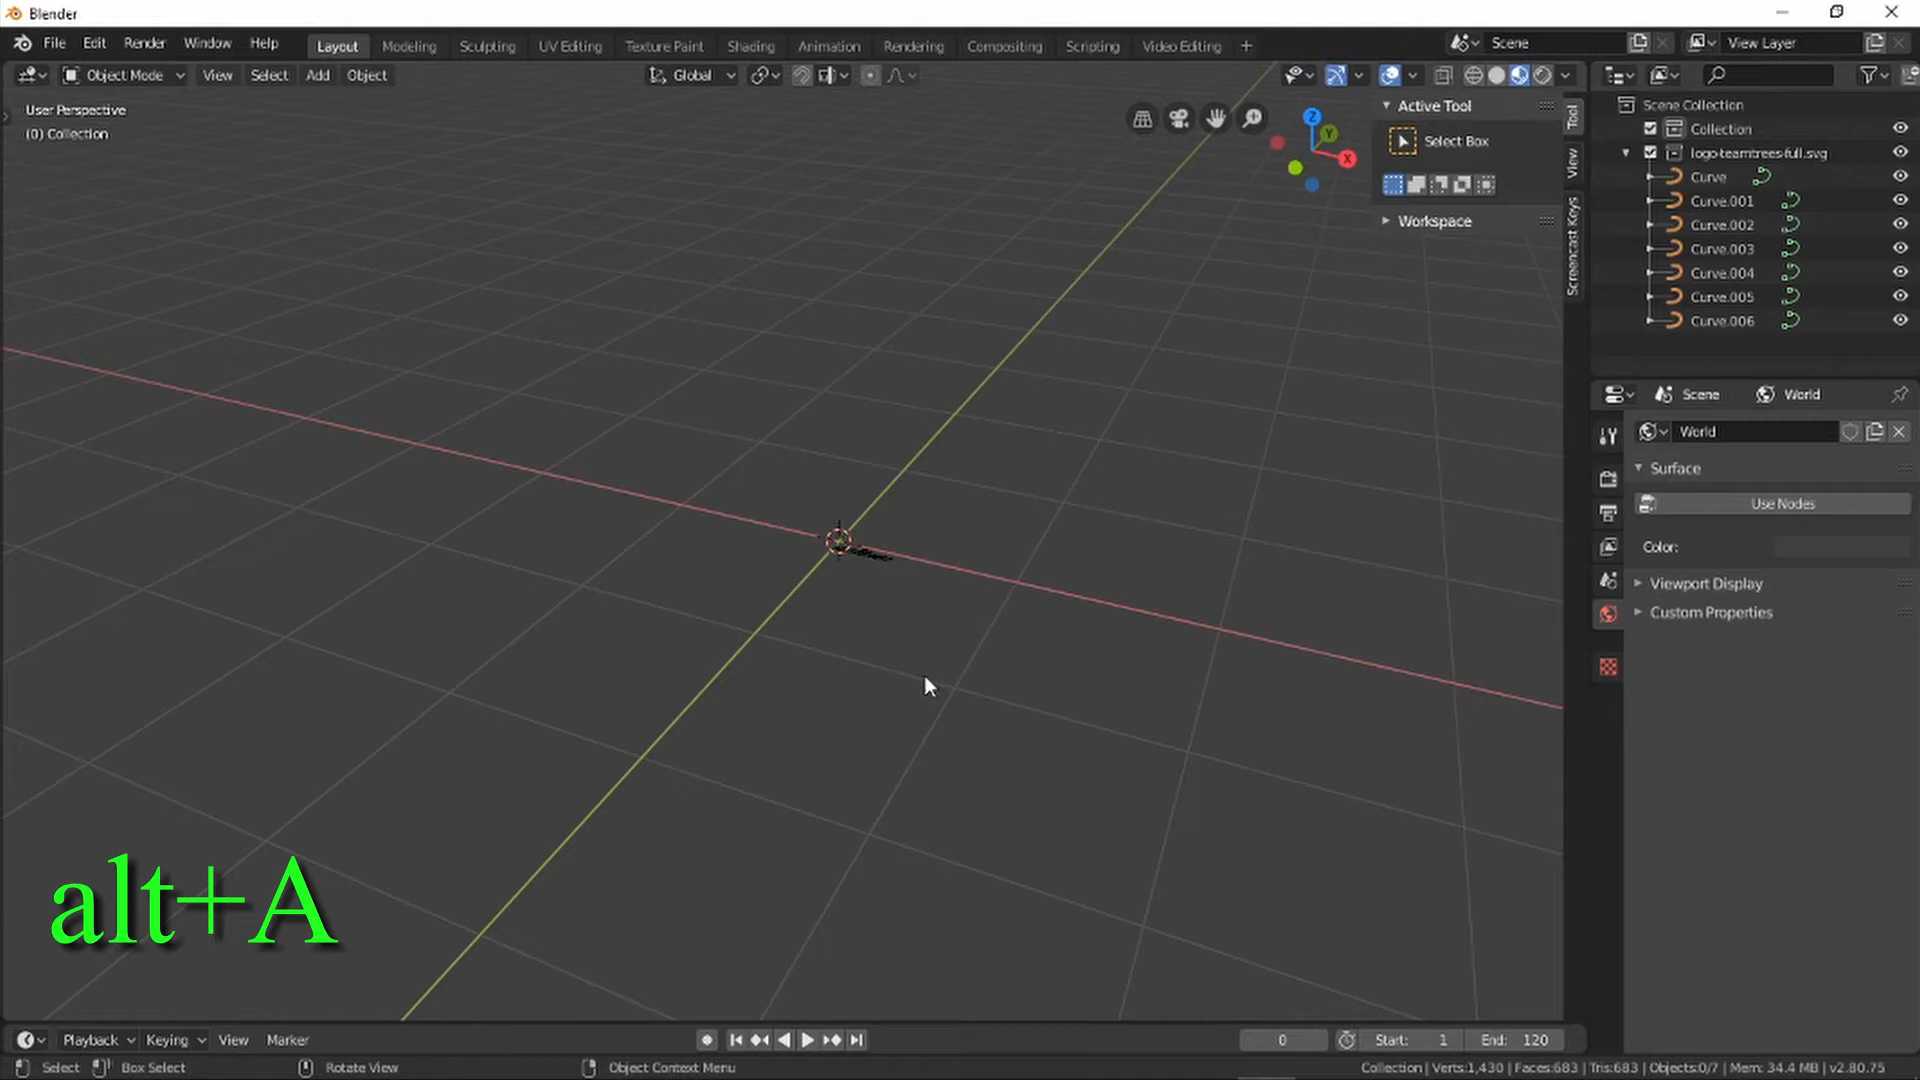 Blender
File Edit Render Window Help Layout Modeling Sculpting UV Editing Texture Paint Shading Animation Rendering Compositing Scripting Video Editing + Scene View Layer
Object Mode View Select Add Object Global
User Perspective
(0) Collection
Z
Y
X
Active Tool
Select Box
Workspace
Tool
View
Screencast Keys
Scene Collection
Collection
logo-teamtrees-full.svg
Curve
Curve.001
Curve.002
Curve.003
Curve.004
Curve.005
Curve.006
Scene World
World
Surface
Use Nodes
Color:
Viewport Display
Custom Properties
alt+A
Playback Keying View Marker 0 Start: 1 End: 120
Select Box Select Rotate View Object Context Menu Collection | Verts:1,430 | Faces:683 | Tris:683 | Objects:0/7 | Mem: 34.4 MB | v2.80.75